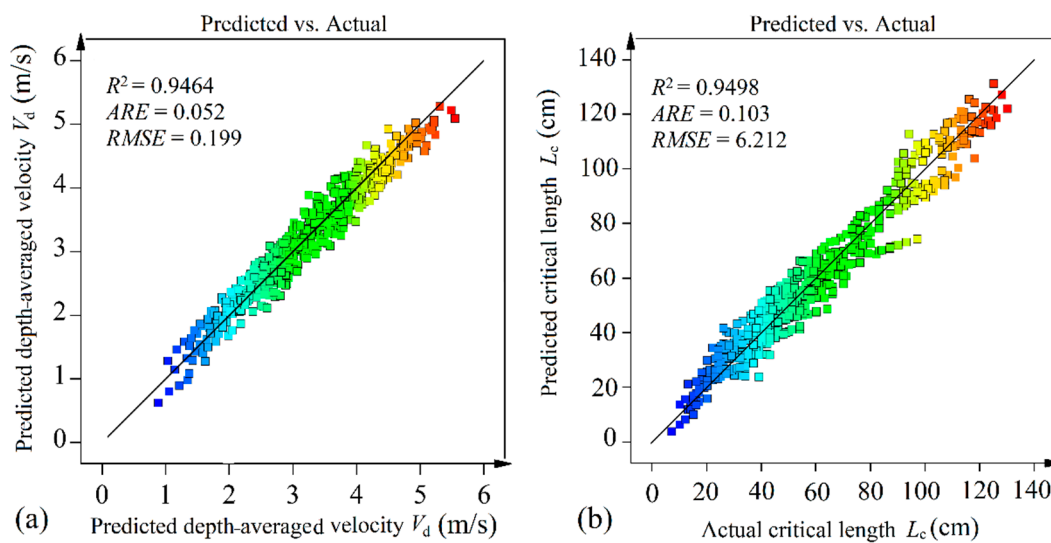 Predicted vs. Actual
Predicted depth-averaged velocity Vd (m/s)
6
5
4
3
2
1
0
R² = 0.9464
ARE = 0.052
RMSE = 0.199
0 1 2 3 4 5 6
(a) Predicted depth-averaged velocity Vd (m/s)
Predicted vs. Actual
Predicted critical length Lc (cm)
140
120
100
80
60
40
20
0
R² = 0.9498
ARE = 0.103
RMSE = 6.212
0 20 40 60 80 100 120 140
(b) Actual critical length Lc (cm)